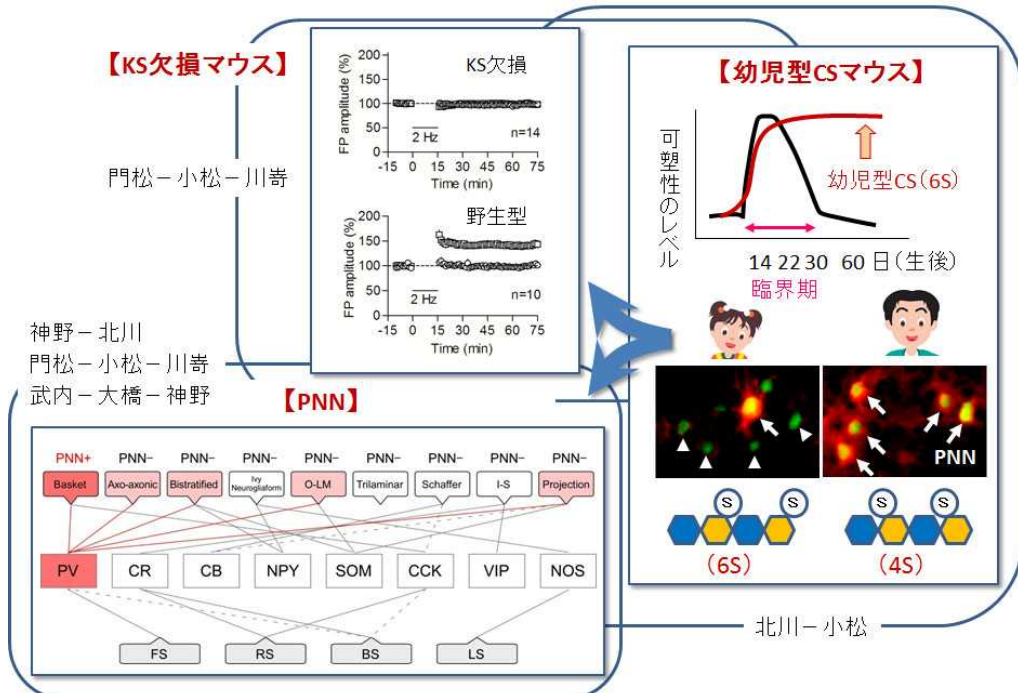 【KS欠損マウス】
門松－小松－川嵜
KS欠損
FP amplitude (%)
200
150
100
50
0
2 Hz
n=14
-15 0 15 30 45 60 75
Time (min)
野生型
FP amplitude (%)
200
150
100
50
0
2 Hz
n=10
-15 0 15 30 45 60 75
Time (min)
【幼児型CSマウス】
可塑性のレベル
幼児型CS(6S)
14 22 30 60 日(生後)
臨界期
PNN
S S S S
(6S) (4S)
神野－北川
門松－小松－川嵜
武内－大橋－神野
【PNN】
PNN+ PNN− PNN− PNN− PNN− PNN− PNN− PNN− PNN−
Basket Axo-axonic Bistratified Ivy Neurogliaform O-LM Trilaminar Schaffer I-S Projection
PV CR CB NPY SOM CCK VIP NOS
FS RS BS LS
北川－小松